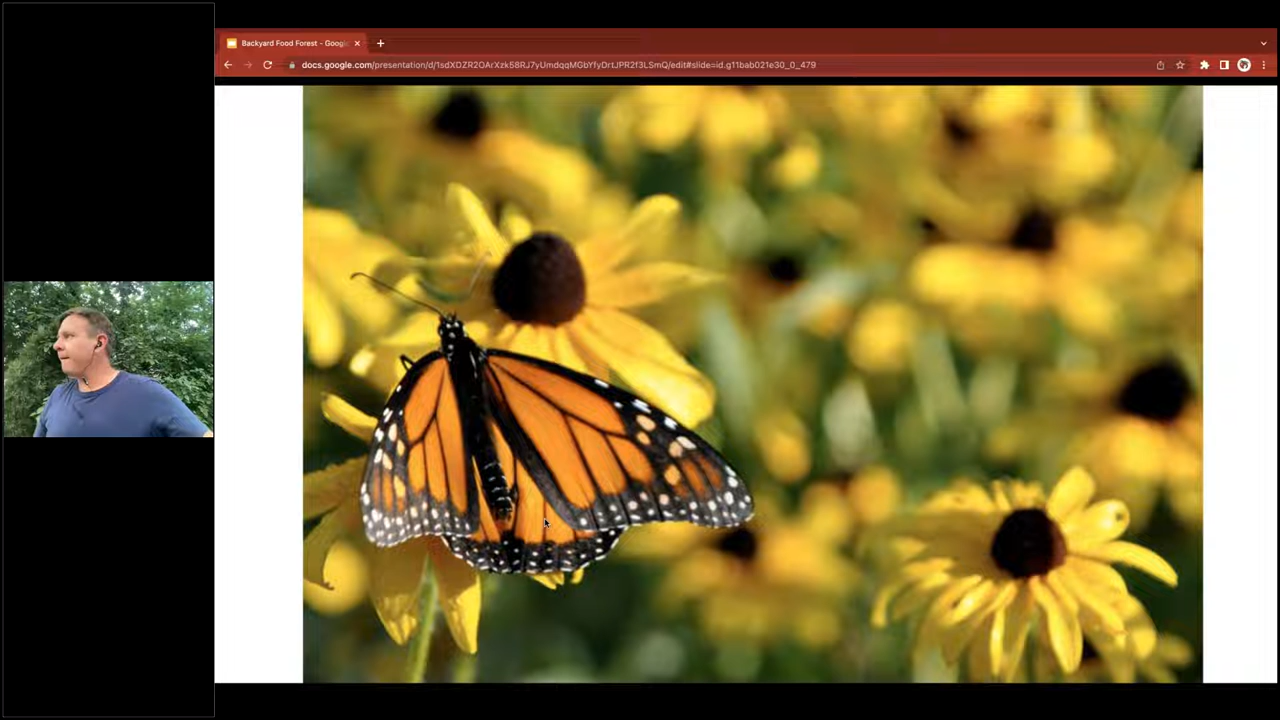 Backyard Food Forest - Googl
docs.google.com/presentation/d/1sdXDZR2OArXzk58RJ7yUmdqqMGbYfyDrtJPR2f3LSmQ/edit#slide=id.g11bab021e30_0_479